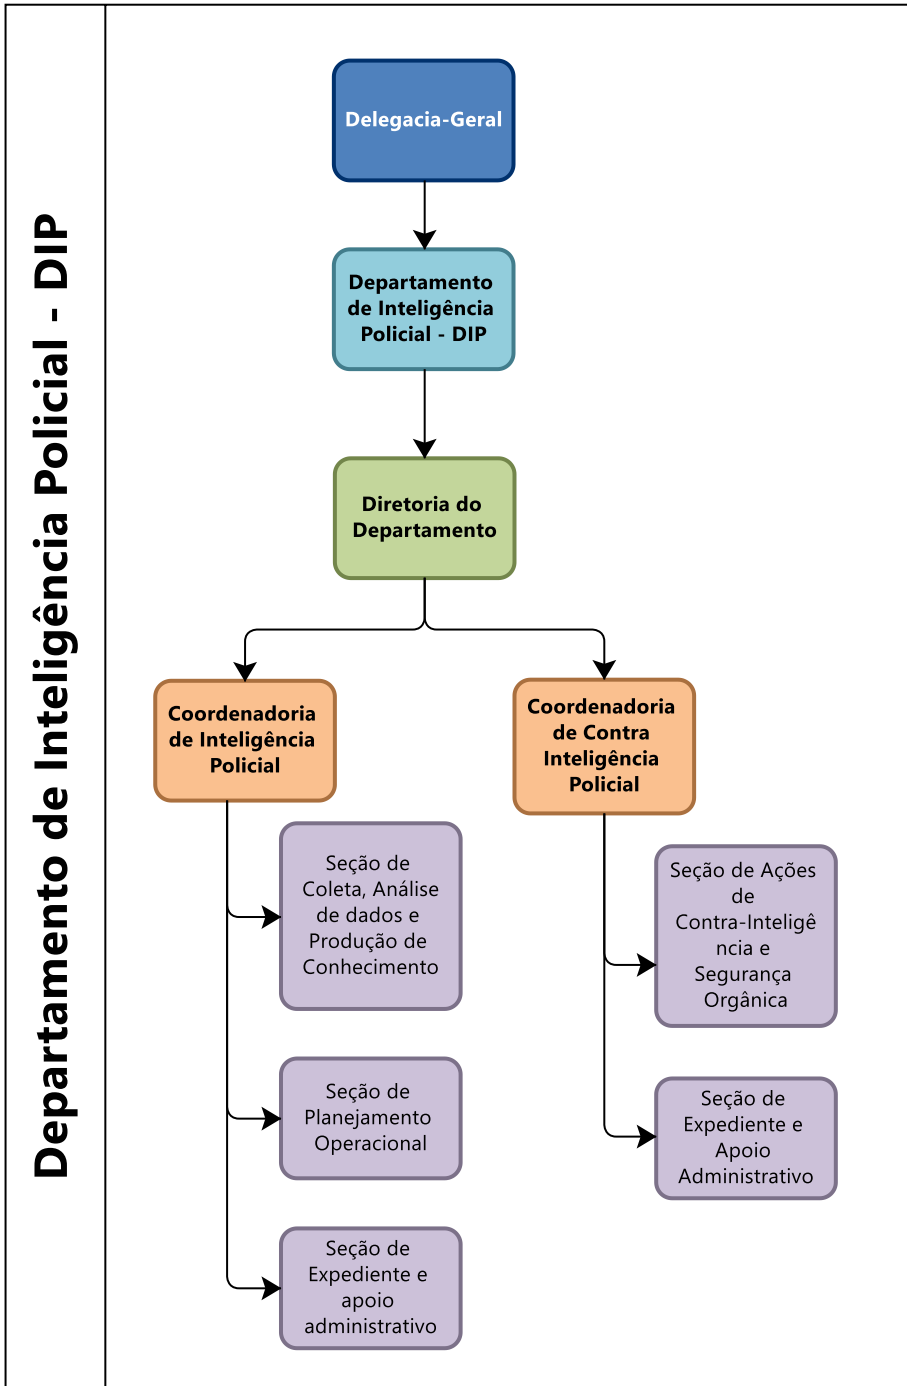 Departamento de Inteligência Policial - DIP
Delegacia-Geral
Departamento
de Inteligência
Policial - DIP
Diretoria do
Departamento
Coordenadoria
de Inteligência
Policial
Coordenadoria
de Contra
Inteligência
Policial
Seção de
Coleta, Análise
de dados e
Produção de
Conhecimento
Seção de Ações
de
Contra-Inteligê
ncia e
Segurança
Orgânica
Seção de
Planejamento
Operacional
Seção de
Expediente e
Apoio
Administrativo
Seção de
Expediente e
apoio
administrativo